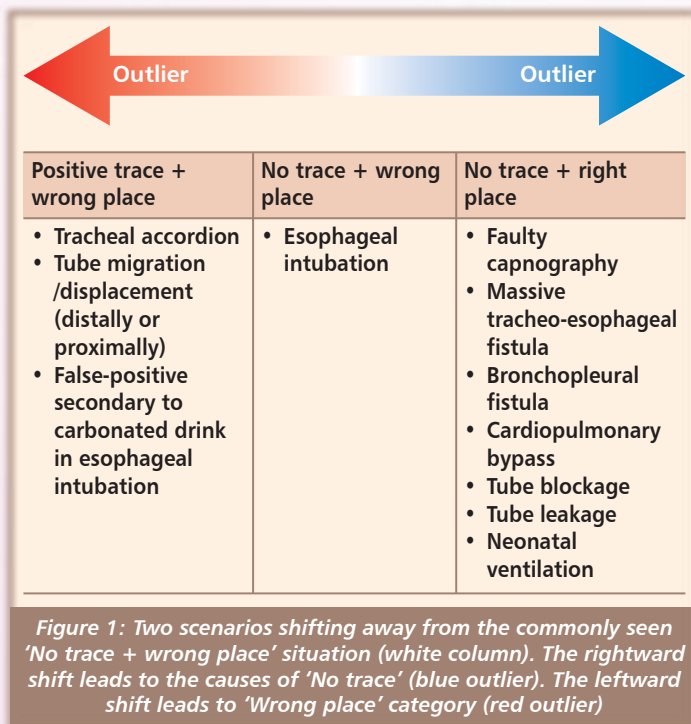 Outlier
Outlier
Positive trace +
wrong place
No trace + wrong
place
No trace + right
place
• Tracheal accordion
• Tube migration
/displacement
(distally or
proximally)
• False-positive
secondary to
carbonated drink
in esophageal
intubation
• Esophageal
intubation
• Faulty
capnography
• Massive
tracheo-esophageal
fistula
• Bronchopleural
fistula
• Cardiopulmonary
bypass
• Tube blockage
• Tube leakage
• Neonatal
ventilation
Figure 1: Two scenarios shifting away from the commonly seen
‘No trace + wrong place’ situation (white column). The rightward
shift leads to the causes of ‘No trace’ (blue outlier). The leftward
shift leads to ‘Wrong place’ category (red outlier)